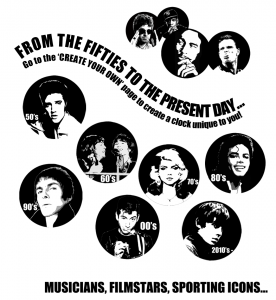 FROM THE FIFTIES TO THE PRESENT DAY...
Go to the 'CREATE YOUR OWN' page to create a clock unique to you!
50's
60's
70's
80's
90's
00's
2010's -
MUSICIANS, FILMSTARS, SPORTING ICONS...